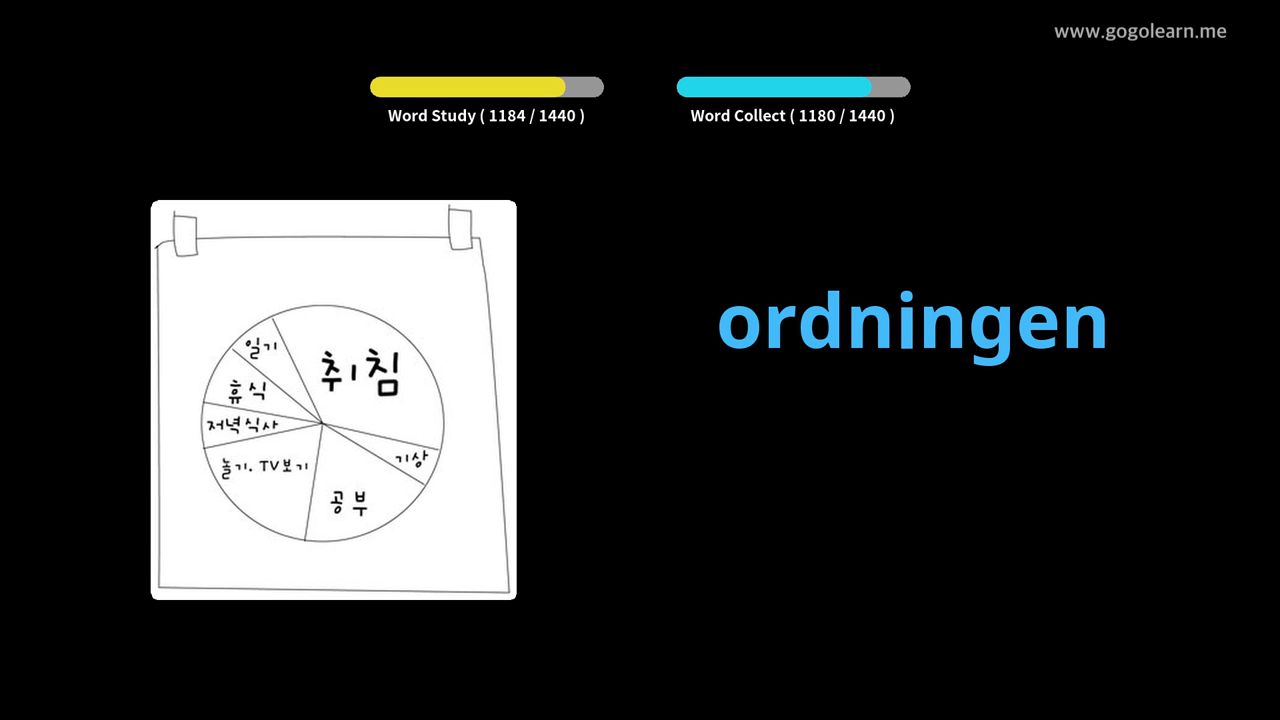 www.gogolearn.me
Word Study ( 1184 / 1440 )
Word Collect ( 1180 / 1440 )
ordningen
일기
취침
휴식
저녁식사
기상
놀기. TV보기
공부